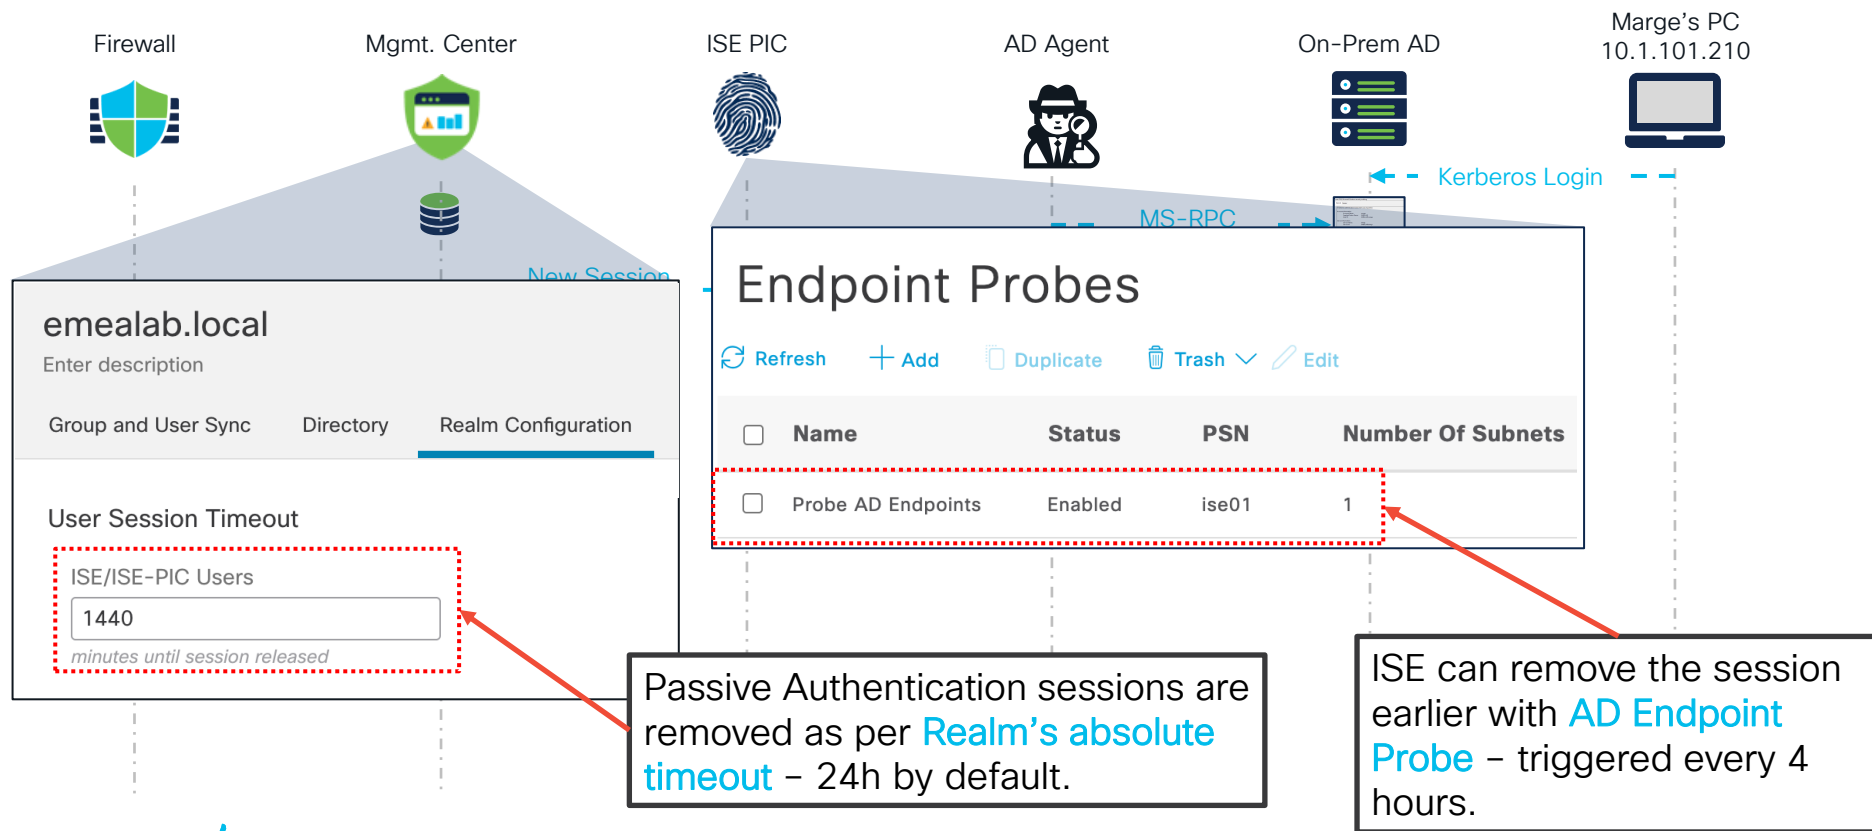 Firewall
Mgmt. Center
ISE PIC
AD Agent
On-Prem AD
Marge's PC
10.1.101.210
Kerberos Login
MS-RPC
New Session
emealab.local
Enter description
Group and User Sync
Directory
Realm Configuration
User Session Timeout
ISE/ISE-PIC Users
1440
minutes until session released
Endpoint Probes
Refresh
Add
Duplicate
Trash
Edit
Name
Status
PSN
Number Of Subnets
Probe AD Endpoints
Enabled
ise01
1
Passive Authentication sessions are
removed as per Realm's absolute
timeout – 24h by default.
ISE can remove the session
earlier with AD Endpoint
Probe – triggered every 4
hours.